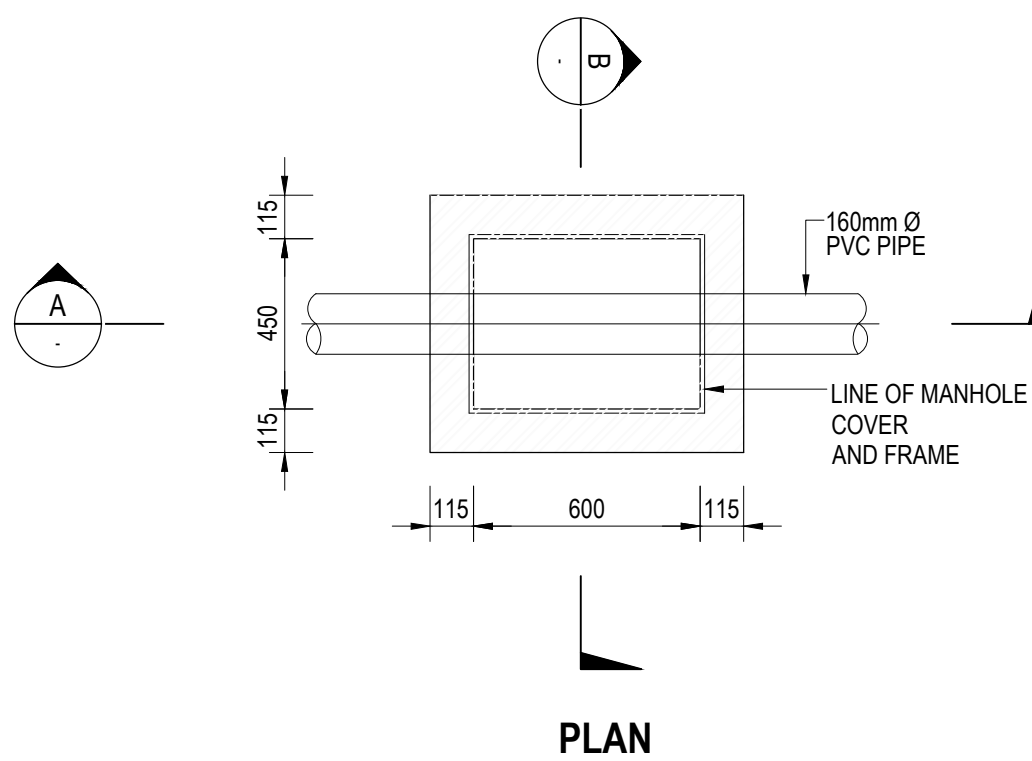 B
-
115
160mm Ø
PVC PIPE
A
-
450
LINE OF MANHOLE
COVER
AND FRAME
115
115
600
115
PLAN